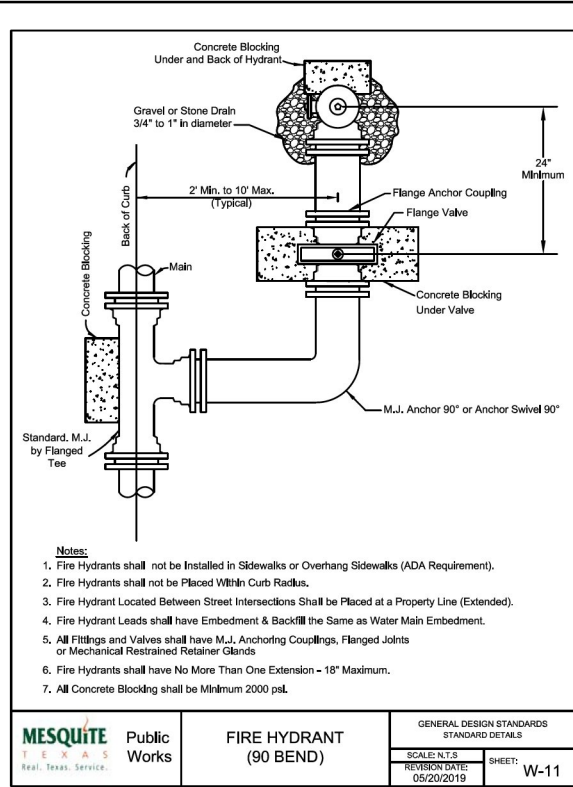 Concrete Blocking
Under and Back of Hydrant
Gravel or Stone Drain
3/4" to 1" in diameter
24"
Minimum
Back of Curb
2' Min. to 10' Max.
(Typical)
Flange Anchor Coupling
Flange Valve
Concrete Blocking
Main
Concrete Blocking
Under Valve
M.J. Anchor 90° or Anchor Swivel 90°
Standard. M.J.
by Flanged
Tee
Notes:
1. Fire Hydrants shall not be Installed in Sidewalks or Overhang Sidewalks (ADA Requirement).
2. Fire Hydrants shall not be Placed Within Curb Radius.
3. Fire Hydrant Located Between Street Intersections Shall be Placed at a Property Line (Extended).
4. Fire Hydrant Leads shall have Embedment & Backfill the Same as Water Main Embedment.
5. All Fittings and Valves shall have M.J. Anchoring Couplings, Flanged Joints
or Mechanical Restrained Retainer Glands
6. Fire Hydrants shall have No More Than One Extension - 18" Maximum.
7. All Concrete Blocking shall be Minimum 2000 psi.
MESQUITE
TEXAS
Real. Texas. Service.
Public
Works
FIRE HYDRANT
(90 BEND)
GENERAL DESIGN STANDARDS
STANDARD DETAILS
SCALE: N.T.S
REVISION DATE:
05/20/2019
SHEET:
W-11